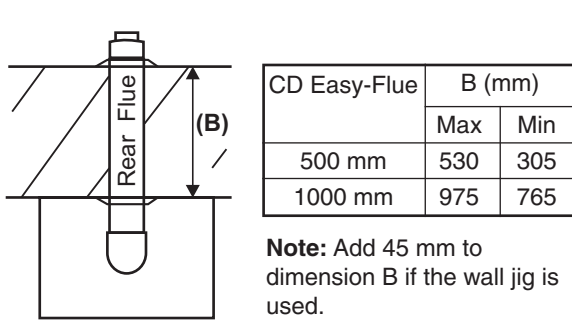 Rear Flue
(B)
CD Easy-Flue B (mm)
Max Min
500 mm 530 305
1000 mm 975 765
Note: Add 45 mm to
dimension B if the wall jig is
used.